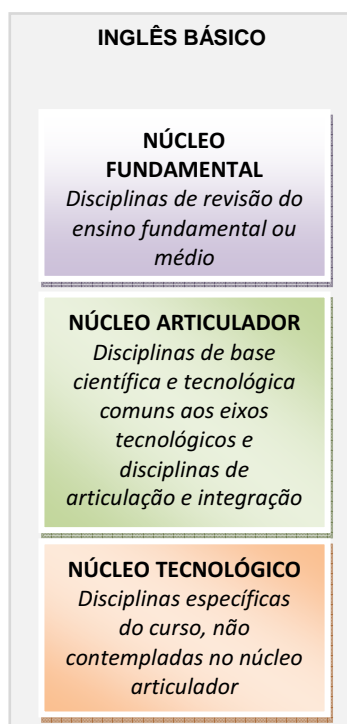 INGLÊS BÁSICO
NÚCLEO
FUNDAMENTAL
Disciplinas de revisão do
ensino fundamental ou
médio
NÚCLEO ARTICULADOR
Disciplinas de base
científica e tecnológica
comuns aos eixos
tecnológicos e
disciplinas de
articulação e integração
NÚCLEO TECNOLÓGICO
Disciplinas específicas
do curso, não
contempladas no núcleo
articulador